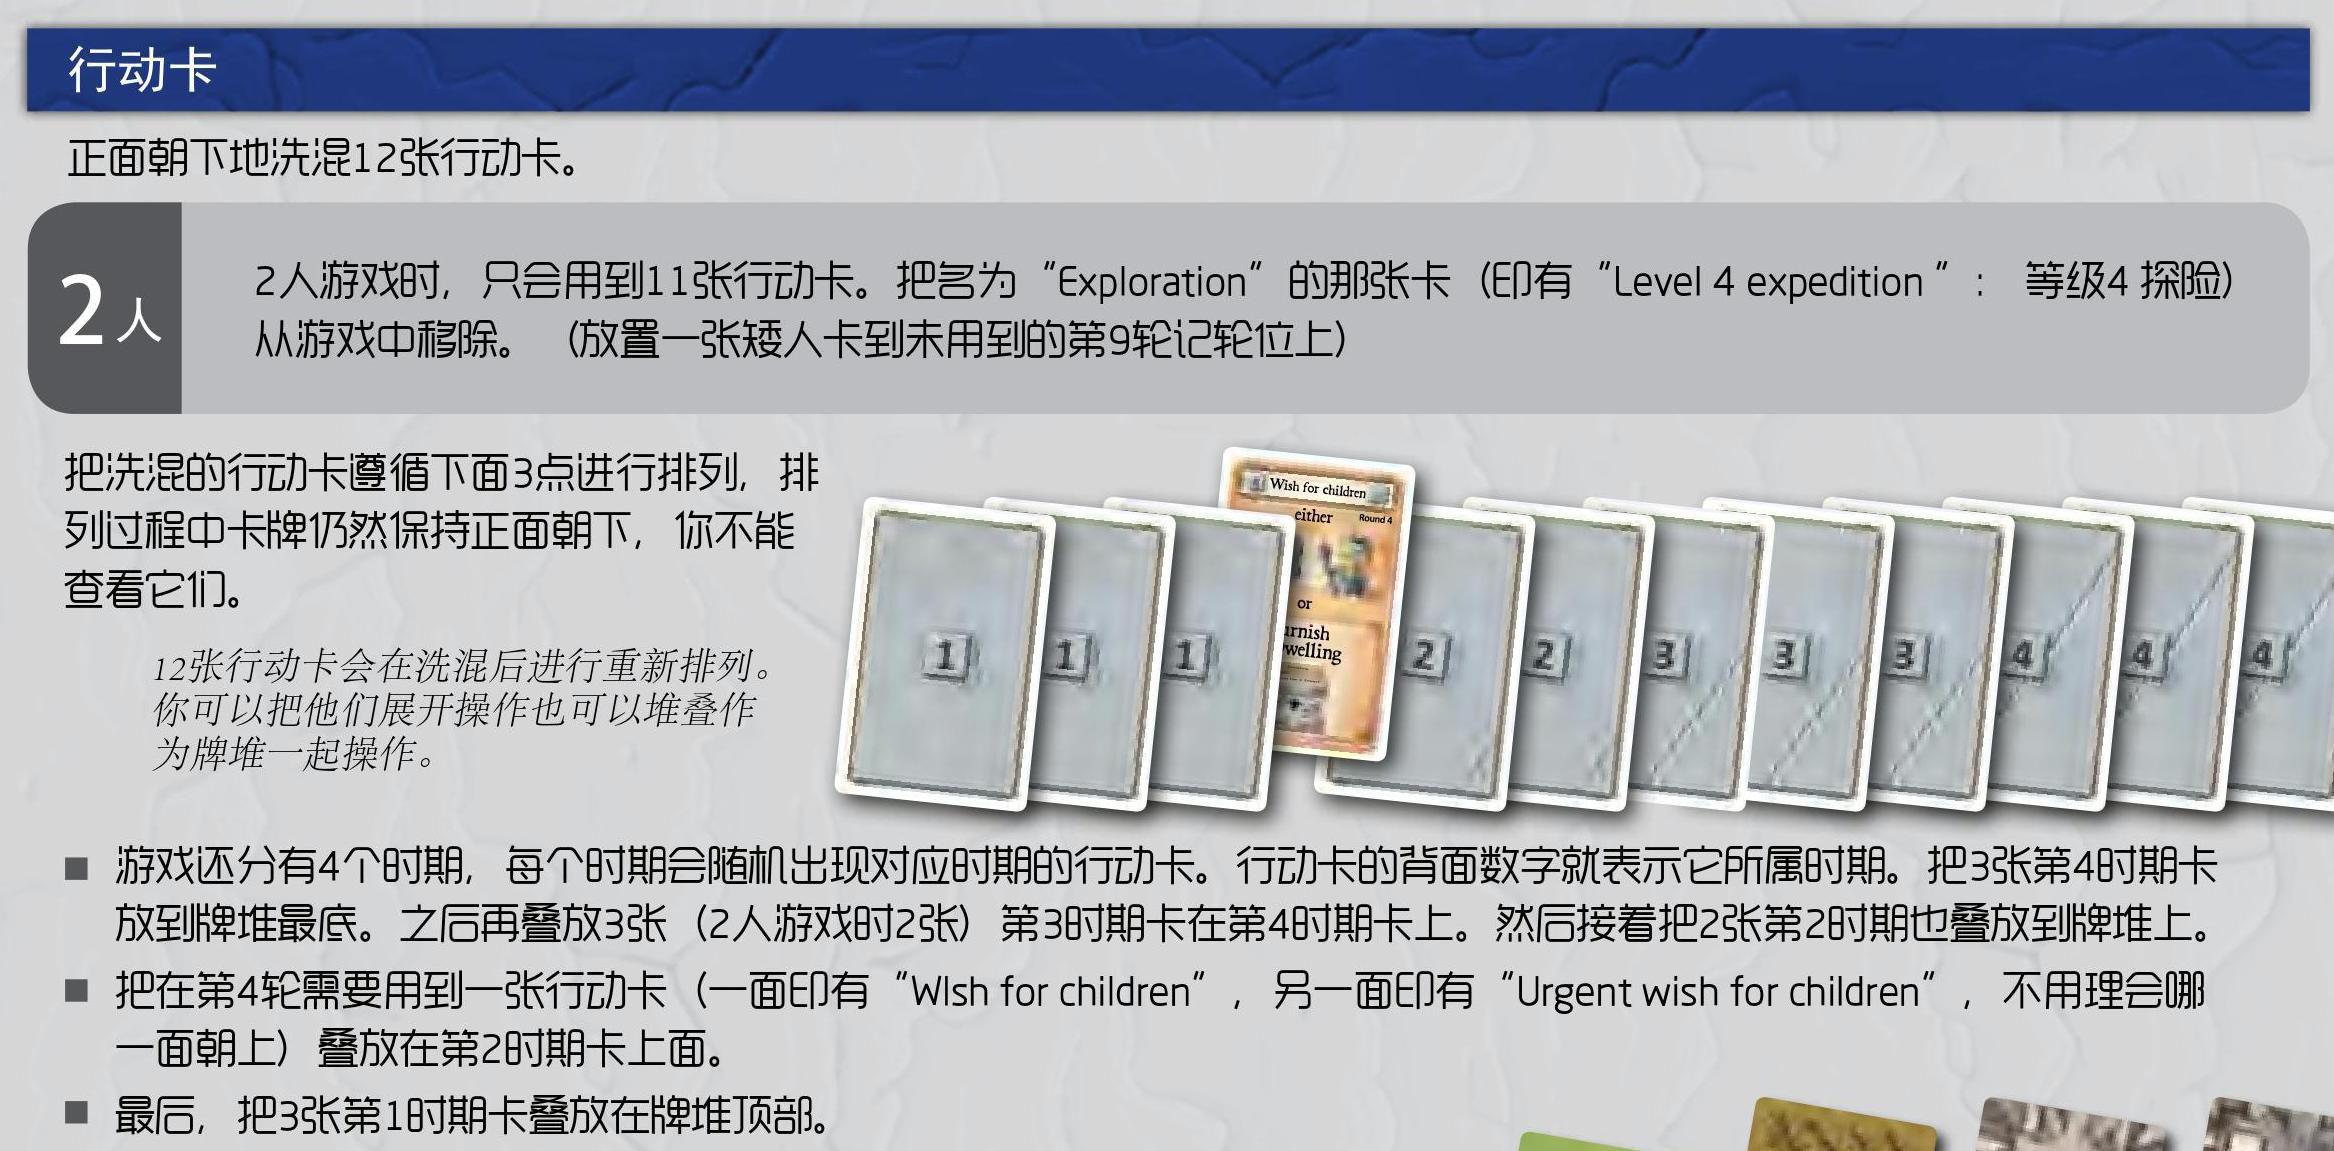 行动卡
正面朝下地洗混12张行动卡。
2人
2人游戏时，只会用到11张行动卡。把名为“Exploration”的那张卡（印有“Level 4 expedition ”： 等级4 探险）
从游戏中移除。（放置一张矮人卡到未用到的第9轮记轮位上）
把洗混的行动卡遵循下面3点进行排列，排
列过程中卡牌仍然保持正面朝下，你不能
查看它们。
12张行动卡会在洗混后进行重新排列。
你可以把他们展开操作也可以堆叠作
为牌堆一起操作。
Wish for children
either
Round 4
or
urnish
welling
1
1
1
2
2
3
3
3
4
4
4
■ 游戏还分有4个时期，每个时期会随机出现对应时期的行动卡。行动卡的背面数字就表示它所属时期。把3张第4时期卡
放到牌堆最底。之后再叠放3张（2人游戏时2张）第3时期卡在第4时期卡上。然后接着把2张第2时期也叠放到牌堆上。
■ 把在第4轮需要用到一张行动卡（一面印有“WIsh for children”，另一面印有“Urgent wish for children”，不用理会哪
一面朝上）叠放在第2时期卡上面。
■ 最后，把3张第1时期卡叠放在牌堆顶部。